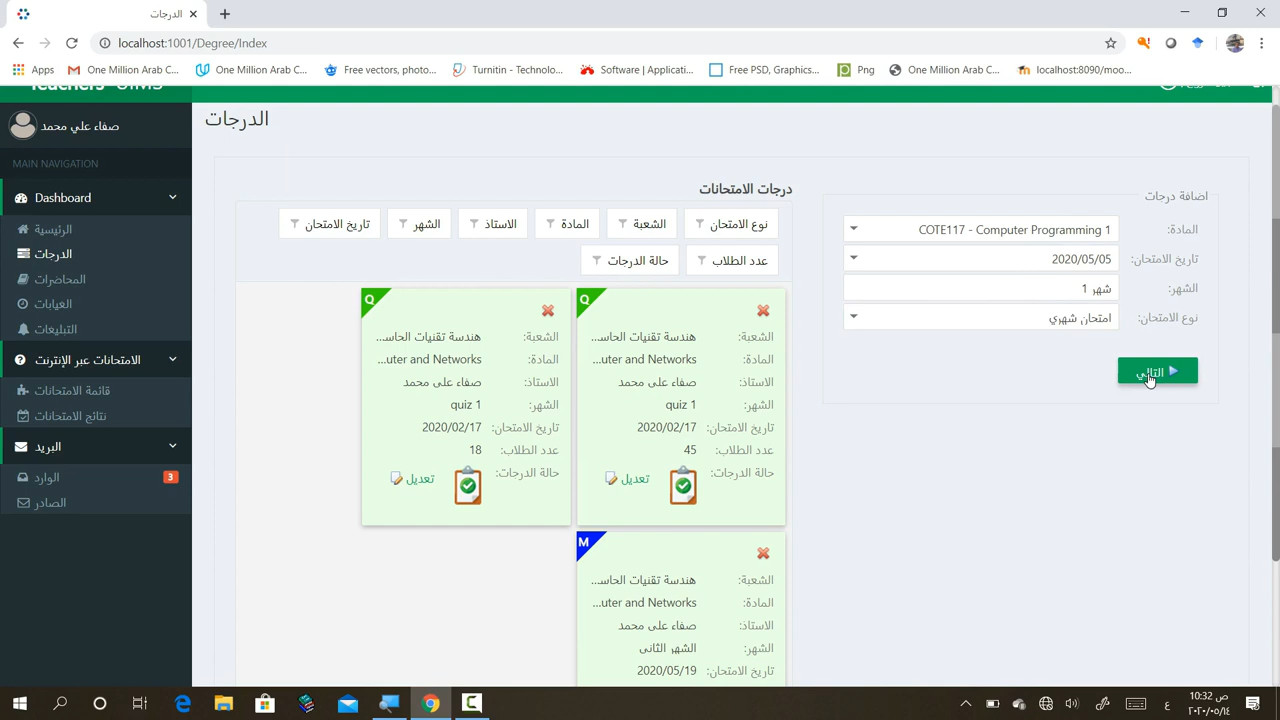 الدرجات
localhost:1001/Degree/Index
Apps
One Million Arab C...
One Million Arab C...
Free vectors, photo...
Turnitin - Technolo...
Software | Applicati...
Free PSD, Graphics...
Png
One Million Arab C...
localhost:8090/moo...
Teachers
صفاء علي محمد
MAIN NAVIGATION
Dashboard
الرئيسية
الدرجات
المحاضرات
الغيابات
التبليغات
الامتحانات عبر الإنترنت
قائمة الامتحانات
نتائج الامتحانات
البريد
الوارد 3
الصادر
الدرجات
اضافة درجات
المادة: COTE117 - Computer Programming 1
تاريخ الامتحان: 2020/05/05
الشهر: شهر 1
نوع الامتحان: امتحان شهري
التالي
درجات الامتحانات
نوع الامتحان الشعبة المادة الاستاذ الشهر تاريخ الامتحان
عدد الطلاب حالة الدرجات
Q
الشعبة: هندسة تقنيات الحاس...
المادة: uter and Networks...
الاستاذ: صفاء علي محمد
الشهر: quiz 1
تاريخ الامتحان: 2020/02/17
عدد الطلاب: 45
حالة الدرجات: تعديل
Q
الشعبة: هندسة تقنيات الحاس...
المادة: uter and Networks...
الاستاذ: صفاء علي محمد
الشهر: quiz 1
تاريخ الامتحان: 2020/02/17
عدد الطلاب: 18
حالة الدرجات: تعديل
M
الشعبة: هندسة تقنيات الحاس...
المادة: uter and Networks...
الاستاذ: صفاء علي محمد
الشهر: الشهر الثاني
تاريخ الامتحان: 2020/05/19
10:32 ص
٢٠٢٠/٠٥/١٤
ع